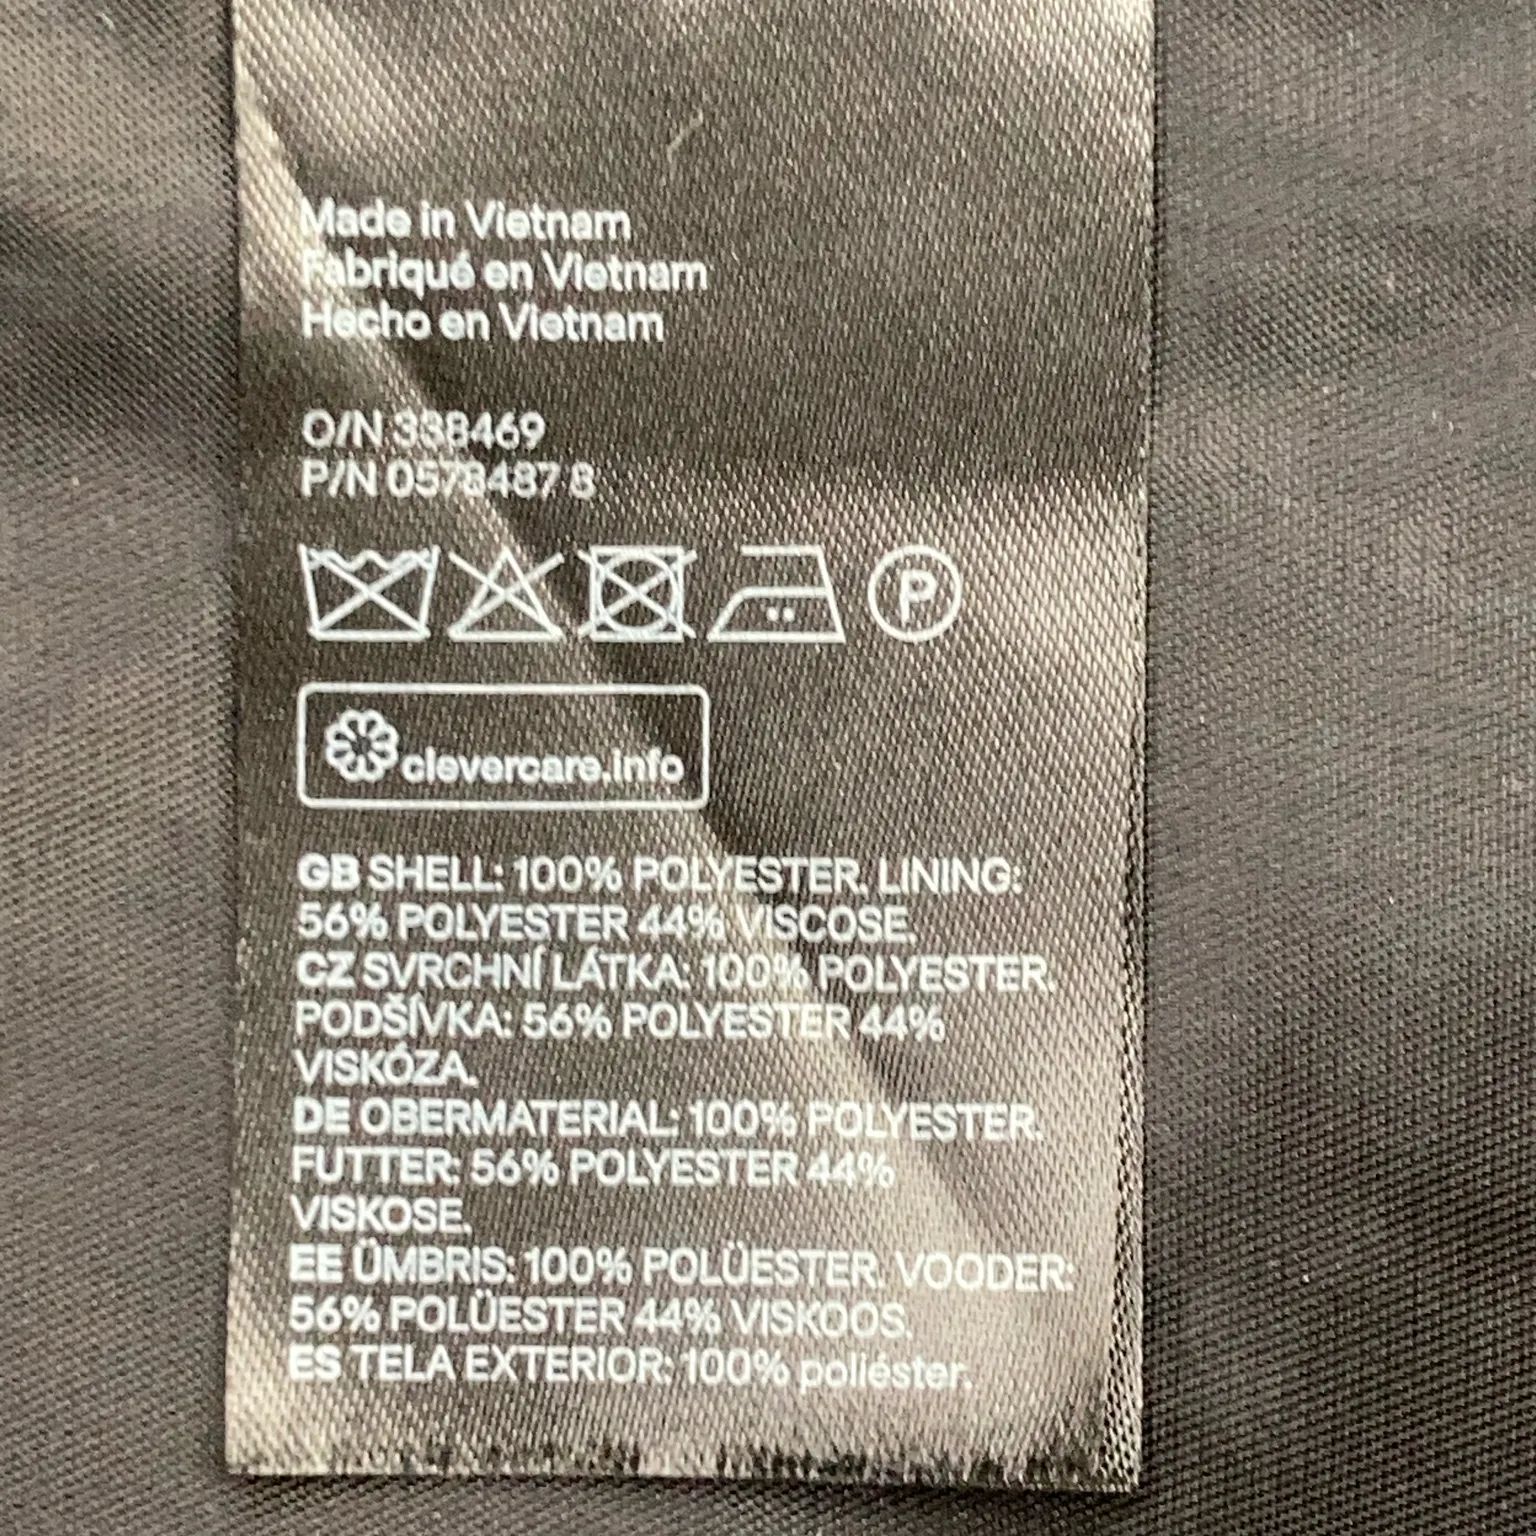 Made in Vietnam
Fabriqué en Vietnam
Hecho en Vietnam
O/N 338469
P/N 0578487 8
P
clevercare.info
GB SHELL: 100% POLYESTER. LINING:
56% POLYESTER 44% VISCOSE.
CZ SVRCHNÍ LÁTKA: 100% POLYESTER.
PODŠÍVKA: 56% POLYESTER 44%
VISKÓZA.
DE OBERMATERIAL: 100% POLYESTER.
FUTTER: 56% POLYESTER 44%
VISKOSE.
EE ÜMBRIS: 100% POLÜESTER. VOODER:
56% POLÜESTER 44% VISKOOS.
ES TELA EXTERIOR: 100% poliéster.